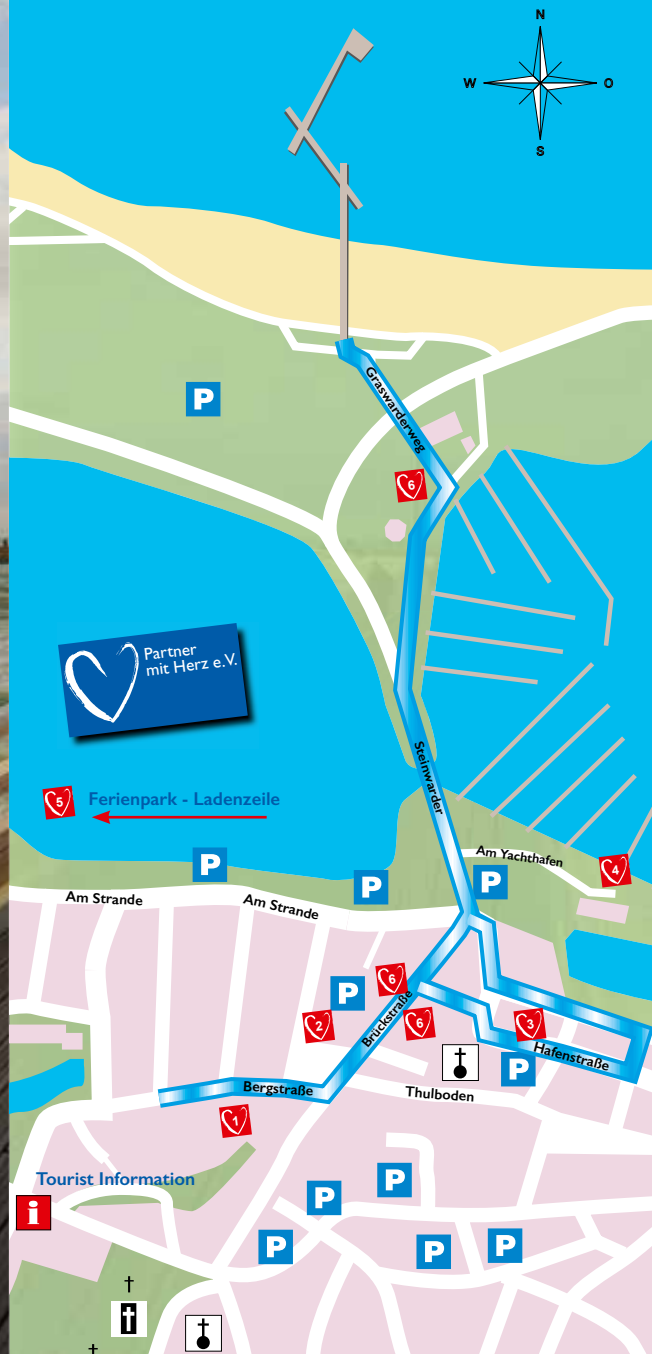 N
W O
S
P
Graswarderweg
6
Partner
mit Herz e.V.
Steinwarder
5 Ferienpark - Ladenzeile
Am Yachthafen
4
P
P
P
Am Strande
Am Strande
P
6
2
Brückstraße
6
3
Hafenstraße
P
Bergstraße
Thulboden
1
Tourist Information
i
P
P
P
P
P